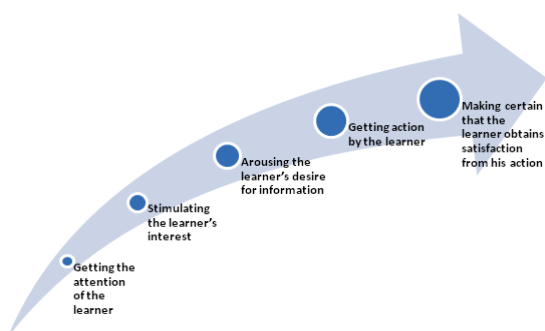 Getting the
attention
of the
learner
Stimulating
the learner's
interest
Arousing the
learner's desire
for information
Getting action
by the learner
Making certain
that the
learner obtains
satisfaction
from his action